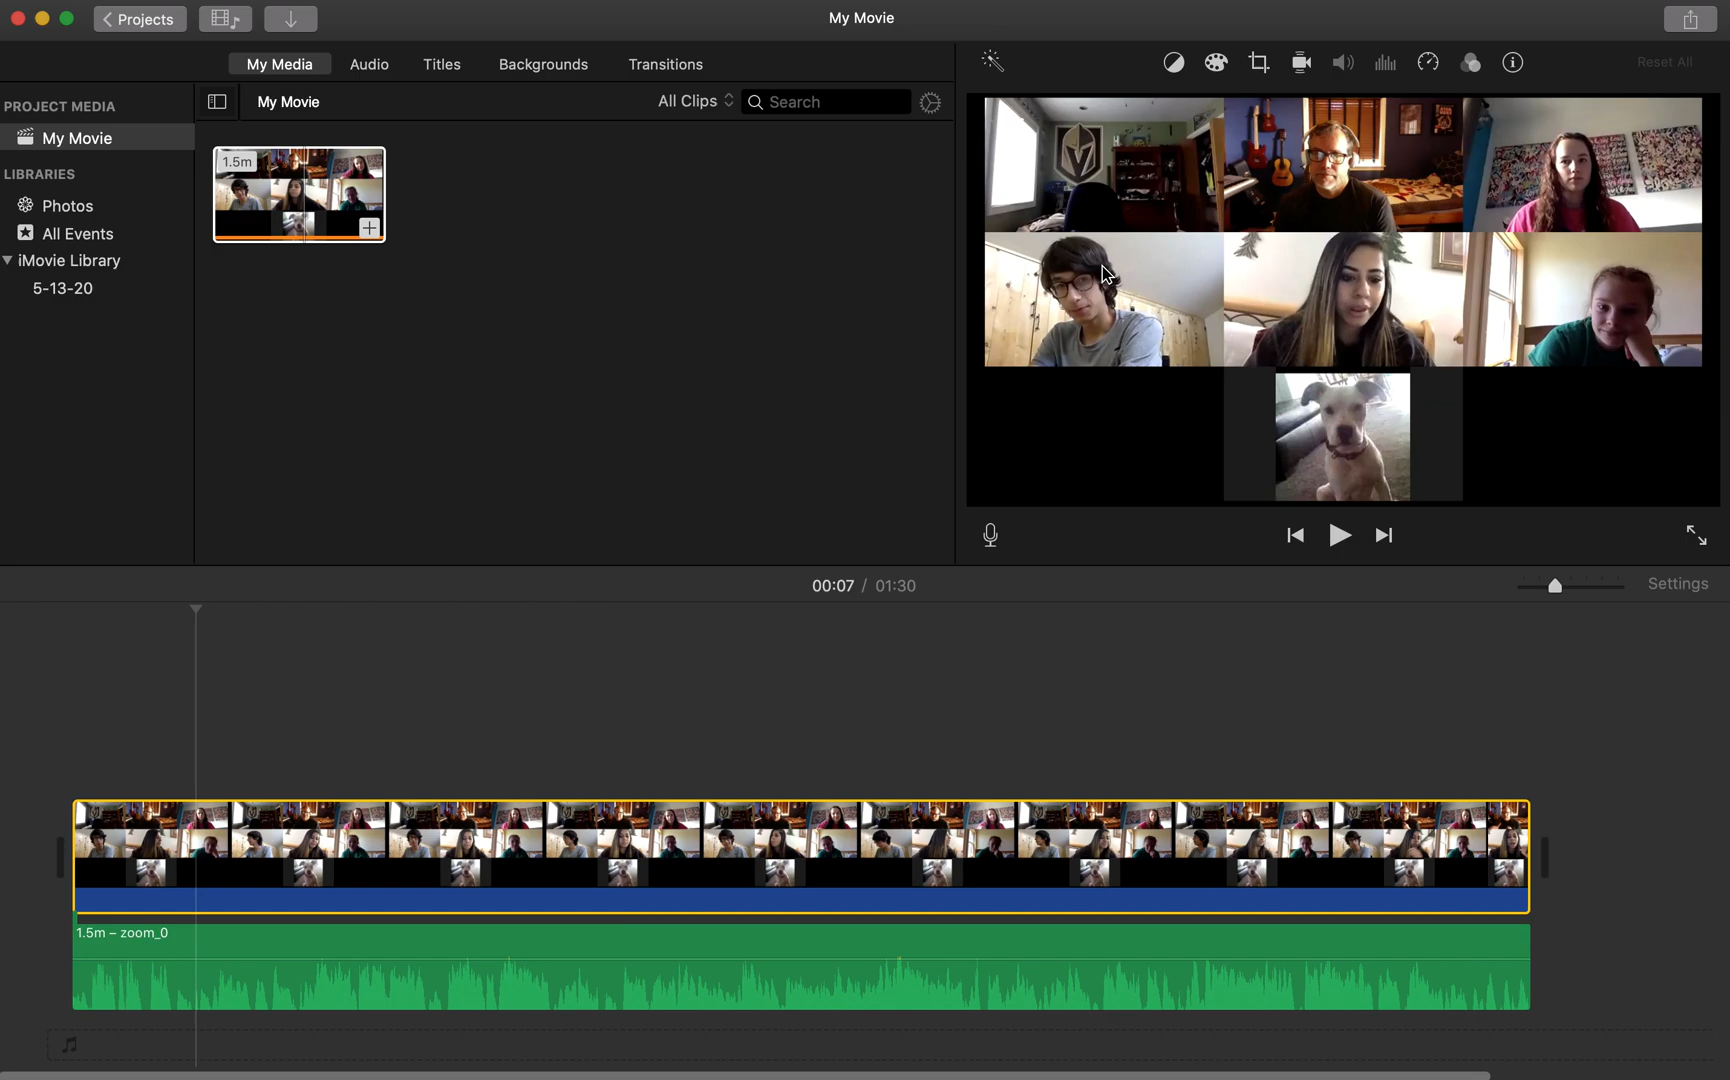 Projects
My Movie
My Media
Audio
Titles
Backgrounds
Transitions
Reset All
PROJECT MEDIA
My Movie
LIBRARIES
Photos
All Events
iMovie Library
5-13-20
My Movie
All Clips
Search
1.5m
00:07 / 01:30
Settings
1.5m – zoom_0